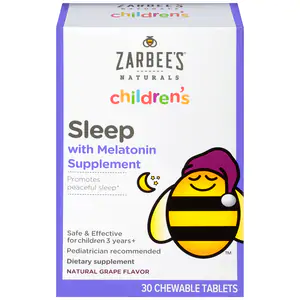 ZARBEE'S
NATURALS
children's
Sleep
with Melatonin
Supplement
Promotes
peaceful sleep*
Safe & Effective
for children 3 years+
Pediatrician recommended
Dietary supplement
NATURAL GRAPE FLAVOR
TM
30 CHEWABLE TABLETS